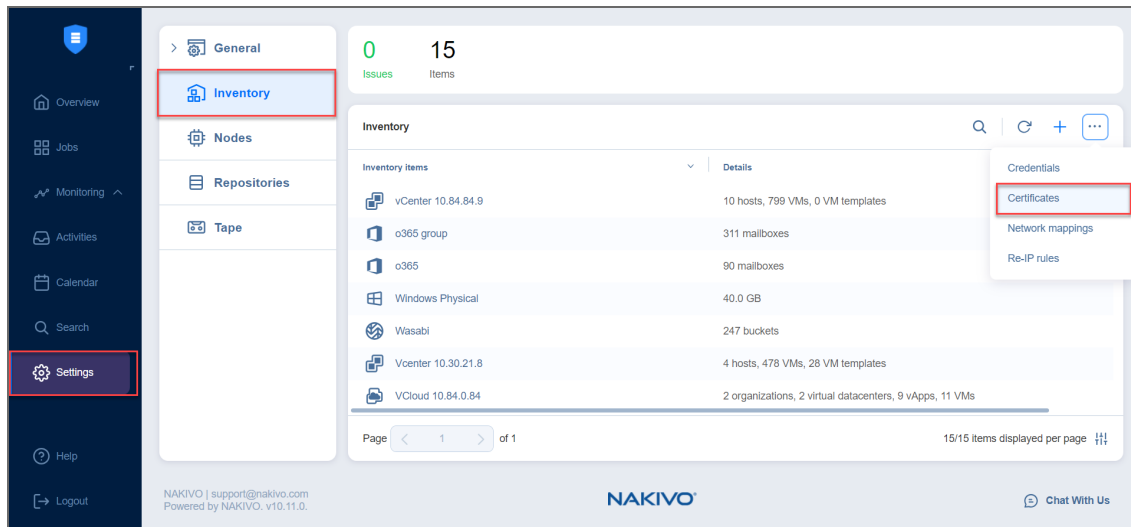 Overview
Jobs
Monitoring
Activities
Calendar
Search
Settings
Help
Logout
General
Inventory
Nodes
Repositories
Tape
0
Issues
15
Items
Inventory
Inventory items
Details
vCenter 10.84.84.9
10 hosts, 799 VMs, 0 VM templates
o365 group
311 mailboxes
o365
90 mailboxes
Windows Physical
40.0 GB
Wasabi
247 buckets
Vcenter 10.30.21.8
4 hosts, 478 VMs, 28 VM templates
VCloud 10.84.0.84
2 organizations, 2 virtual datacenters, 9 vApps, 11 VMs
Credentials
Certificates
Network mappings
Re-IP rules
Page 1 of 1
15/15 items displayed per page
NAKIVO | support@nakivo.com
Powered by NAKIVO. v10.11.0.
NAKIVO®
Chat With Us